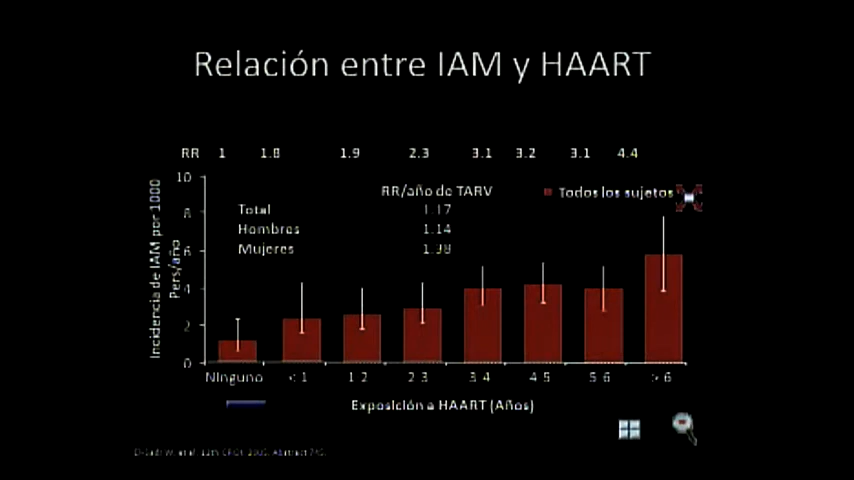 Relación entre IAM y HAART
RR 1 1.8 1.9 2.3 3.1 3.2 3.1 4.4
Incidencia de IAM por 1000
Pers/año
10
8
6
4
2
0
RR/año de TARV
Total 1.17
Hombres 1.14
Mujeres 1.38
Todos los sujetos
Ninguno < 1 1 2 2 3 3 4 4 5 5 6 > 6
Exposición a HAART (Años)